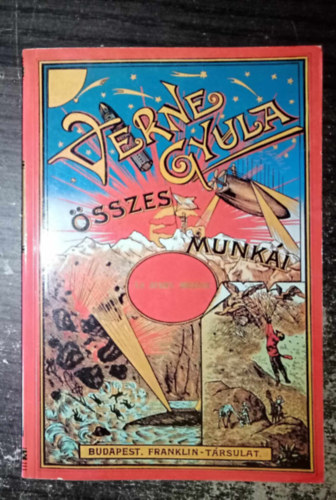 VERNE
GYULA
ÖSSZES
MUNKÁI
BUDAPEST. FRANKLIN-TÁRSULAT.